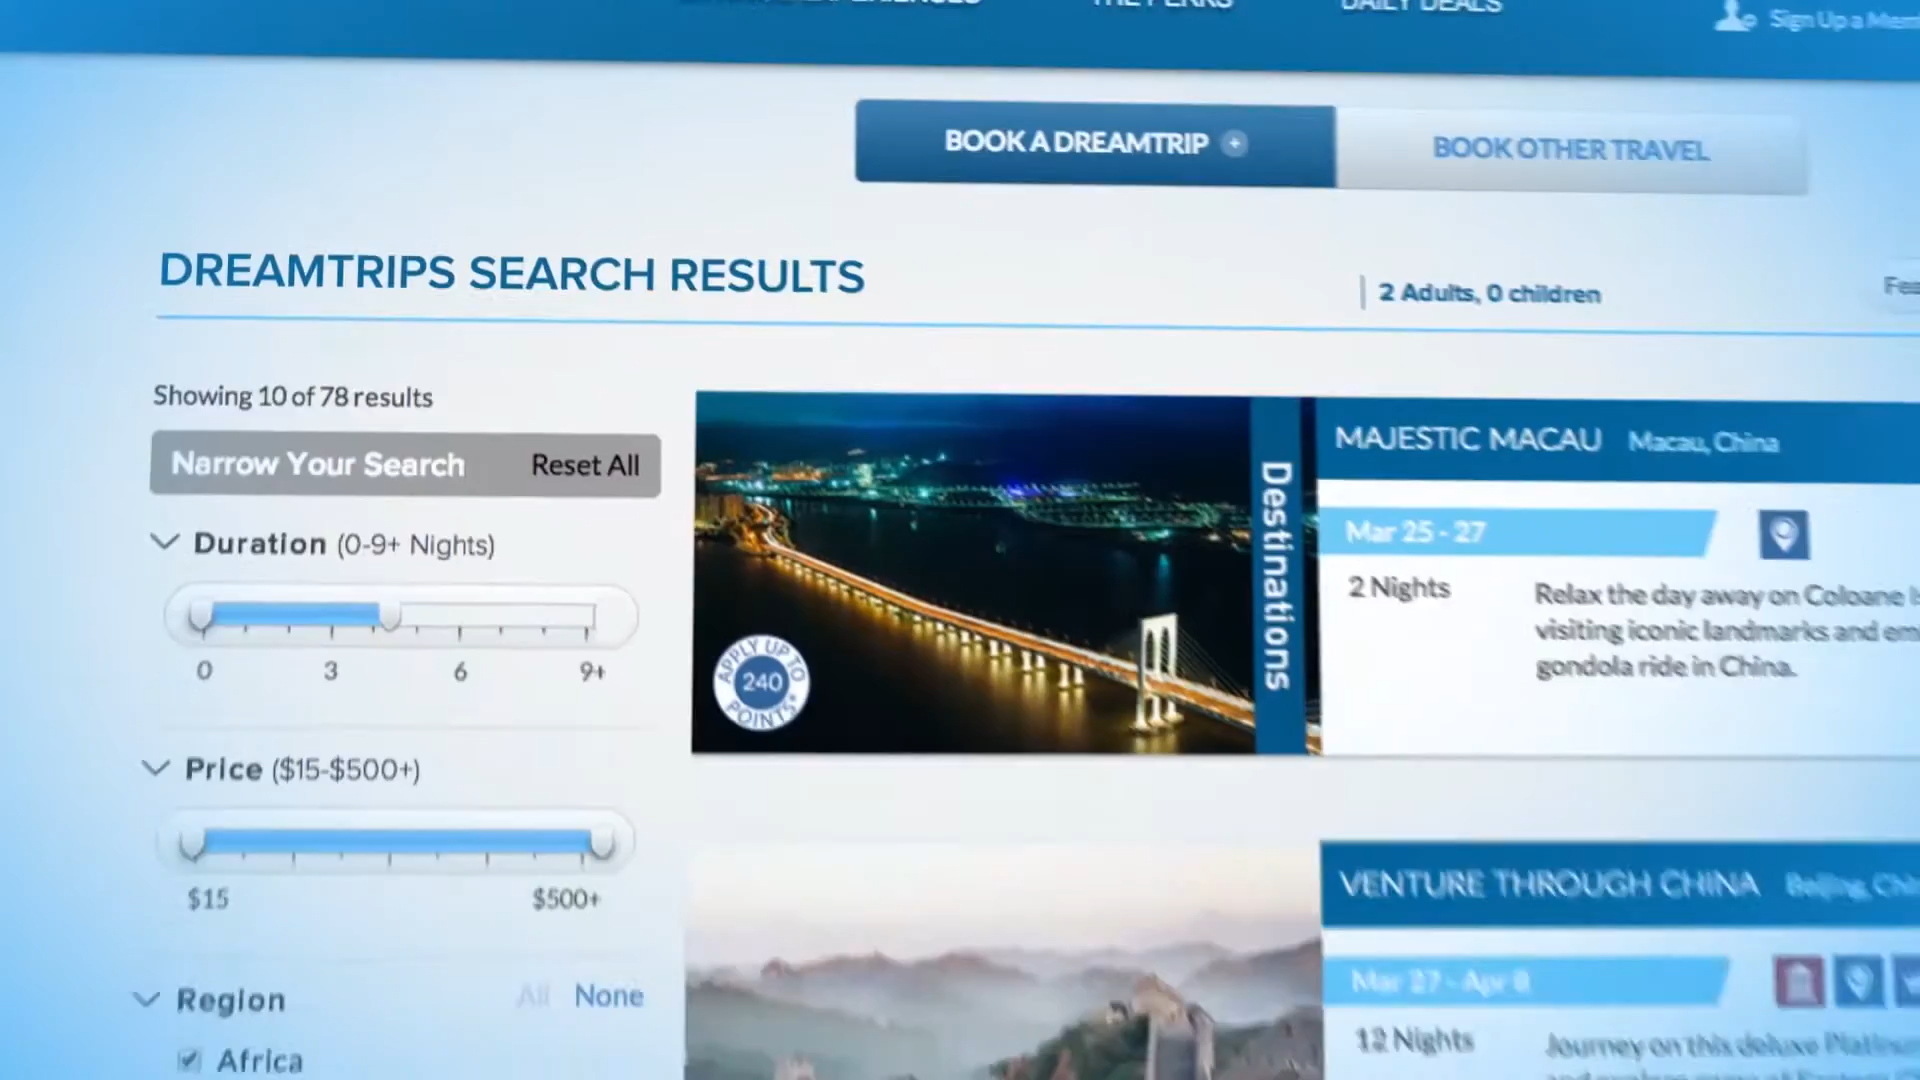 THE PERKS
DAILY DEALS
Sign Up a
BOOK A DREAMTRIP +
BOOK OTHER TRAVEL
DREAMTRIPS SEARCH RESULTS
2 Adults, 0 children
Showing 10 of 78 results
Narrow Your Search Reset All
Duration (0-9+ Nights)
0 3 6 9+
Price ($15-$500+)
$15 $500+
Region All None
Africa
Destinations
APPLY UP TO
240
POINTS*
MAJESTIC MACAU Macau, China
Mar 25 - 27
2 Nights
Relax the day away on Coloane
visiting iconic landmarks and
gondola ride in China.
VENTURE THROUGH CHINA Beijing,
Mar 27 - Apr 8
12 Nights
Journey on this deluxe